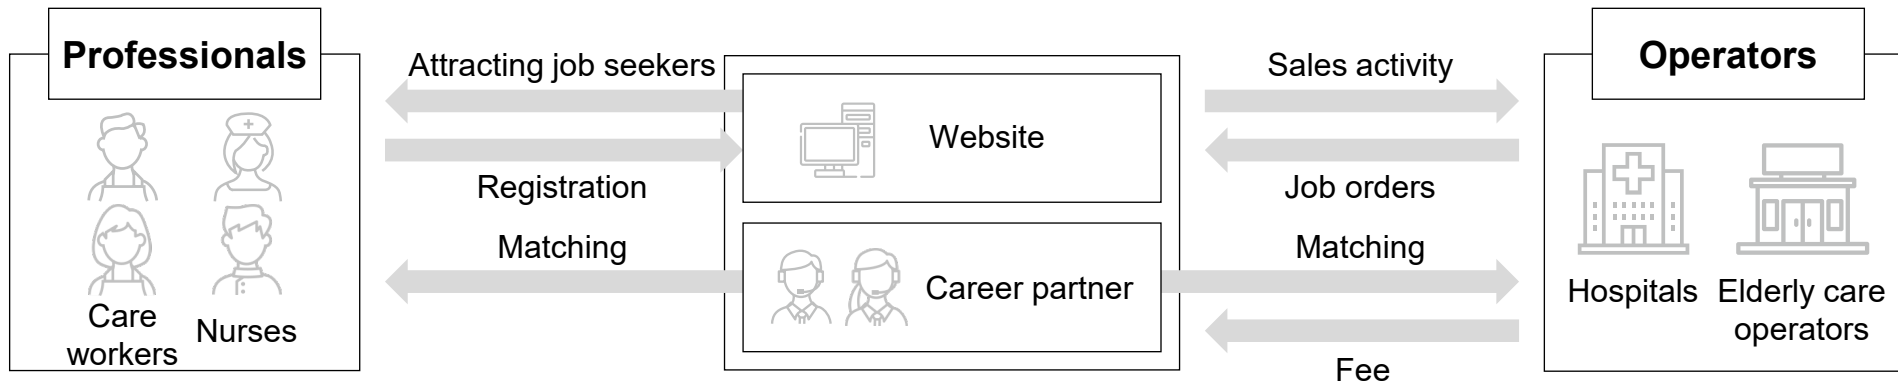 Professionals
Care
workers
Nurses
Attracting job seekers
Registration
Matching
Website
Career partner
Sales activity
Job orders
Matching
Fee
Operators
Hospitals
Elderly care
operators